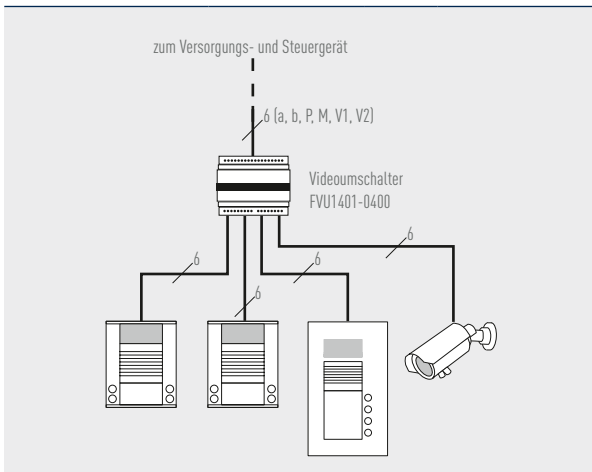 zum Versorgungs- und Steuergerät
6 (a, b, P, M, V1, V2)
Videoumschalter
FVU1401-0400
6
6
6
6